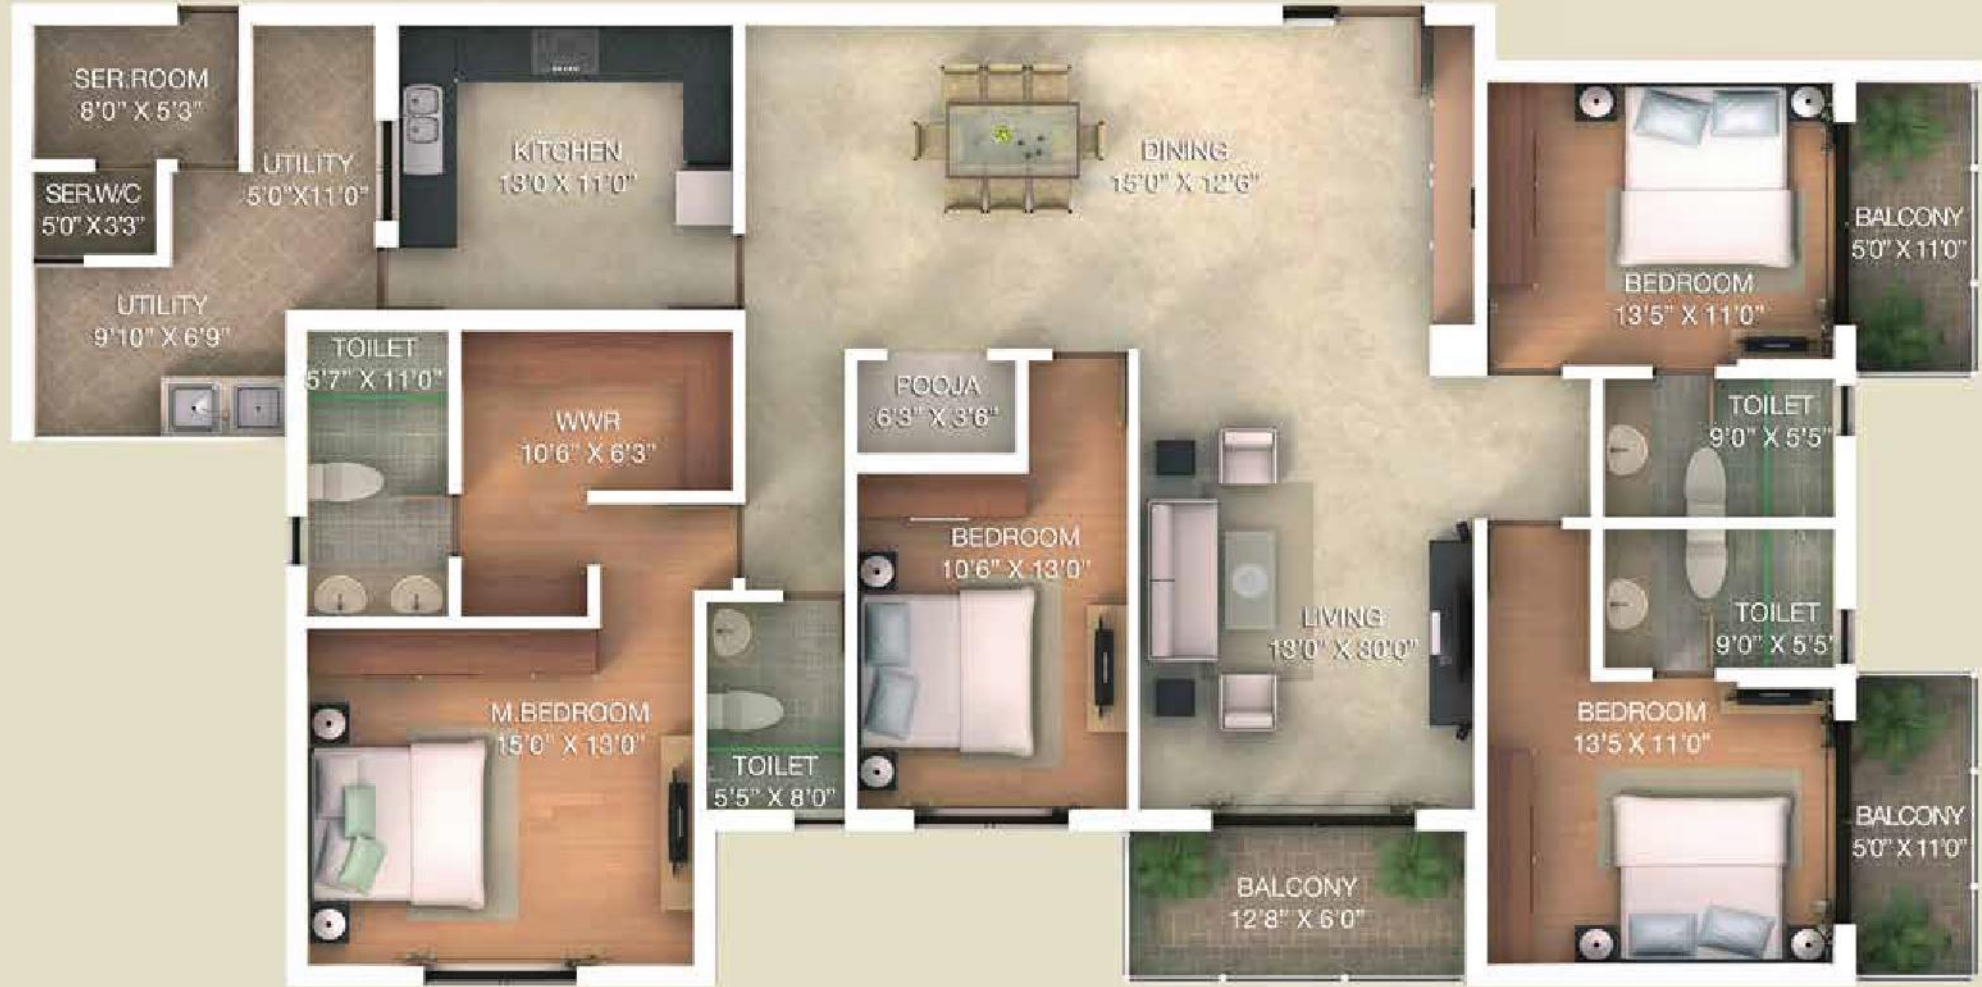 SER.ROOM
8'0" X 5'3"
UTILITY
5'0"X11'0"
SER.W/C
5'0" X 3'3"
UTILITY
9'10" X 6'9"
KITCHEN
13'0 X 11'0"
DINING
15'0" X 12'6"
BEDROOM
13'5" X 11'0"
BALCONY
5'0" X 11'0"
TOILET
5'7" X 11'0"
WWR
10'6" X 6'3"
POOJA
6'3" X 3'6"
TOILET
9'0" X 5'5"
BEDROOM
10'6" X 13'0"
LIVING
13'0" X 30'0"
TOILET
9'0" X 5'5'
M.BEDROOM
15'0" X 13'0"
TOILET
5'5" X 8'0"
BEDROOM
13'5 X 11'0"
BALCONY
5'0" X 11'0"
BALCONY
12'8" X 6'0"